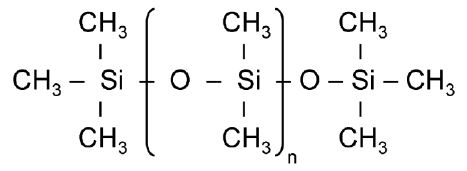 CH₃ CH₃ CH₃
CH₃ – Si – O – Si – O – Si – CH₃
CH₃ CH₃ CH₃
n